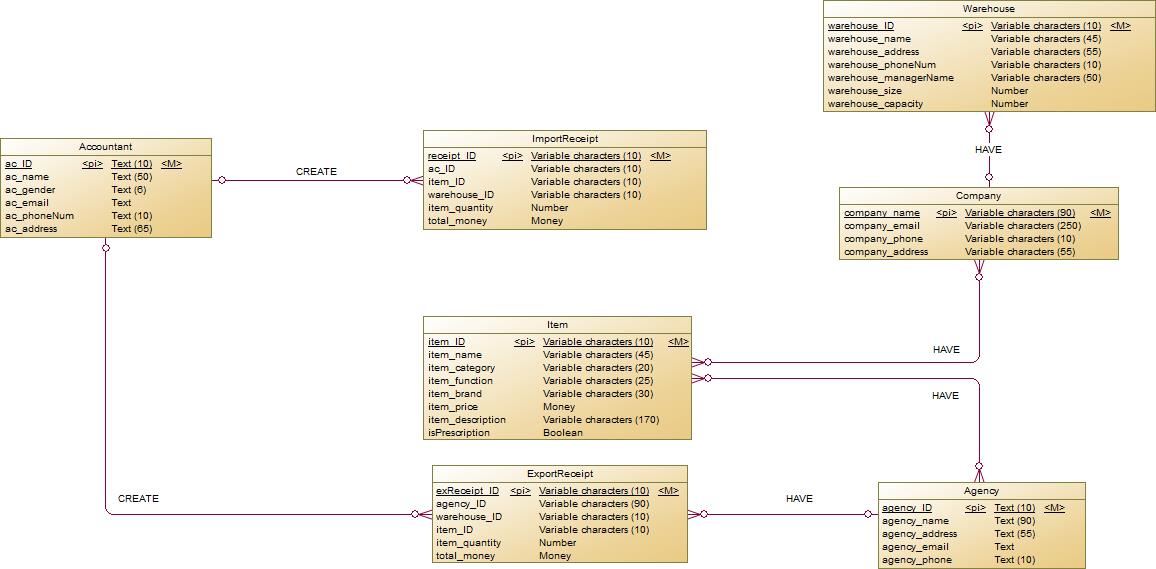 Warehouse
warehouse_ID <pi> Variable characters (10) <M>
warehouse_name Variable characters (45)
warehouse_address Variable characters (55)
warehouse_phoneNum Variable characters (10)
warehouse_managerName Variable characters (50)
warehouse_size Number
warehouse_capacity Number
HAVE
Accountant
ac_ID <pi> Text (10) <M>
ac_name Text (50)
ac_gender Text (6)
ac_email Text
ac_phoneNum Text (10)
ac_address Text (65)
CREATE
ImportReceipt
receipt_ID <pi> Variable characters (10) <M>
ac_ID Variable characters (10)
item_ID Variable characters (10)
warehouse_ID Variable characters (10)
item_quantity Number
total_money Money
Company
company_name <pi> Variable characters (90) <M>
company_email Variable characters (250)
company_phone Variable characters (10)
company_address Variable characters (55)
HAVE
Item
item_ID <pi> Variable characters (10) <M>
item_name Variable characters (45)
item_category Variable characters (20)
item_function Variable characters (25)
item_brand Variable characters (30)
item_price Money
item_description Variable characters (170)
isPrescription Boolean
HAVE
CREATE
ExportReceipt
exReceipt_ID <pi> Variable characters (10) <M>
agency_ID Variable characters (90)
warehouse_ID Variable characters (10)
item_ID Variable characters (10)
item_quantity Number
total_money Money
HAVE
Agency
agency_ID <pi> Text (10) <M>
agency_name Text (90)
agency_address Text (55)
agency_email Text
agency_phone Text (10)